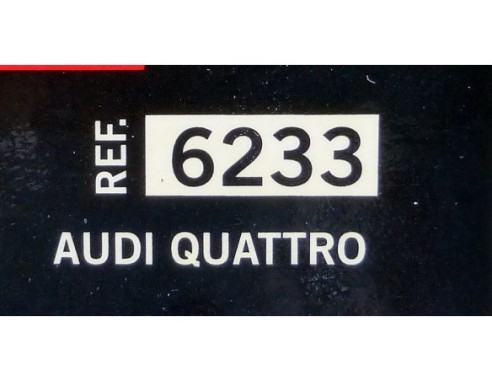 REF. 6233
AUDI QUATTRO